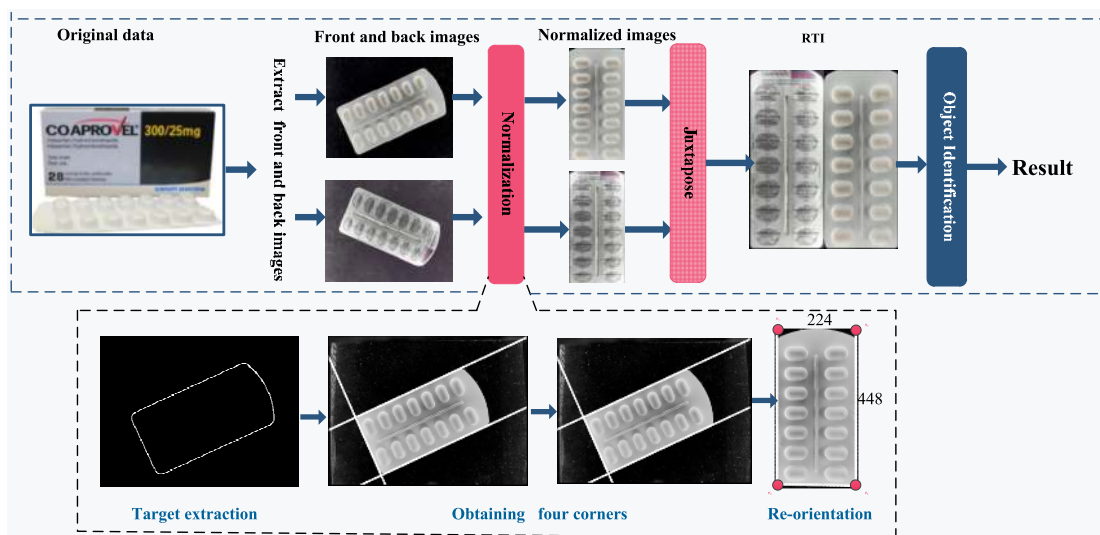 Original data
Front and back images
Normalized images
RTI
Extract front and back images
COAPROVEL
300/25mg
28
Normalization
Juxtapose
Object Identification
Result
224
448
Target extraction
Obtaining four corners
Re-orientation